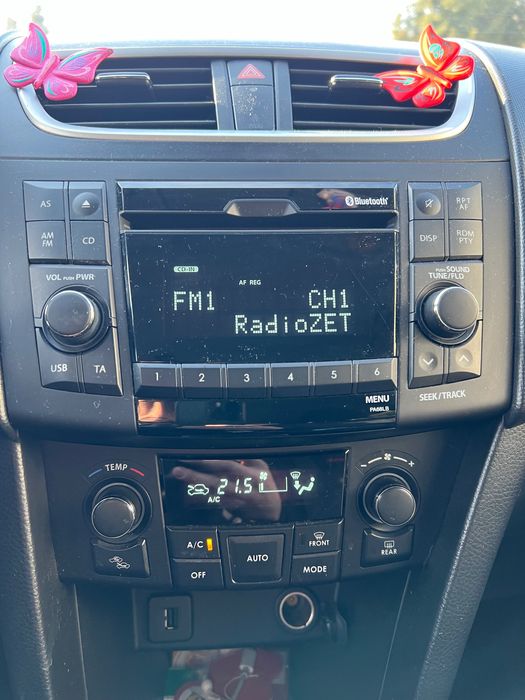 Bluetooth
AS
RPT
AF
AM
FM
CD
DISP
RDM
PTY
CD-IN
VOL PUSH PWR
PUSH SOUND
TUNE/FLD
AF REG
FM1 CH1
RadioZET
USB
TA
1 2 3 4 5 6
MENU
PA68LB
SEEK/TRACK
TEMP
- +
A/C 21.5
A/C
AUTO
FRONT
REAR
OFF
MODE